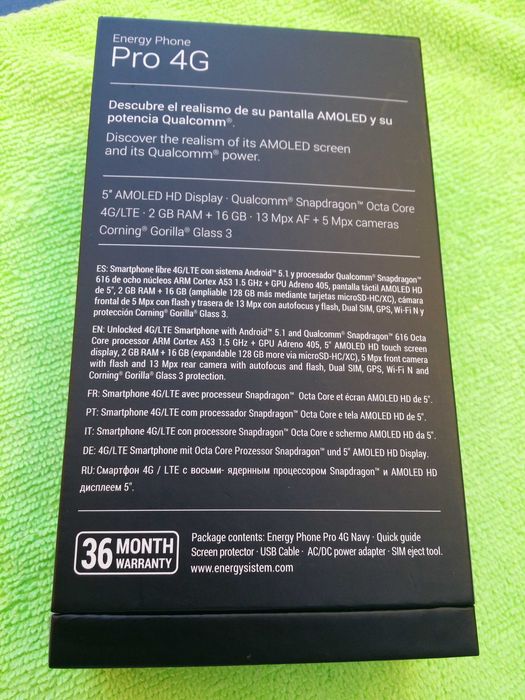 Energy Phone
Pro 4G
Descubre el realismo de su pantalla AMOLED y su
potencia Qualcomm®.
Discover the realism of its AMOLED screen
and its Qualcomm® power.
5" AMOLED HD Display · Qualcomm® Snapdragon™ Octa Core
4G/LTE · 2 GB RAM + 16 GB · 13 Mpx AF + 5 Mpx cameras
Corning® Gorilla® Glass 3
ES: Smartphone libre 4G/LTE con sistema Android™ 5.1 y procesador Qualcomm® Snapdragon™
616 de ocho núcleos ARM Cortex A53 1.5 GHz + GPU Adreno 405, pantalla táctil AMOLED HD
de 5", 2 GB RAM + 16 GB (ampliable 128 GB más mediante tarjetas microSD-HC/XC), cámara
frontal de 5 Mpx con flash y trasera de 13 Mpx con autofocus y flash, Dual SIM, GPS, Wi-Fi N y
protección Corning® Gorilla® Glass 3.
EN: Unlocked 4G/LTE Smartphone with Android™ 5.1 and Qualcomm® Snapdragon™ 616 Octa
Core processor ARM Cortex A53 1.5 GHz + GPU Adreno 405, 5" AMOLED HD touch screen
display, 2 GB RAM + 16 GB (expandable 128 GB more via microSD-HC/XC), 5 Mpx front camera
with flash and 13 Mpx rear camera with autofocus and flash, Dual SIM, GPS, Wi-Fi N and
Corning® Gorilla® Glass 3 protection.
FR: Smartphone 4G/LTE avec processeur Snapdragon™ Octa Core et écran AMOLED HD de 5".
PT: Smartphone 4G/LTE com processador Snapdragon™ Octa Core e tela AMOLED HD de 5".
IT: Smartphone 4G/LTE con processore Snapdragon™ Octa Core e schermo AMOLED HD da 5".
DE: 4G/LTE Smartphone mit Octa Core Prozessor Snapdragon™ und 5" AMOLED HD Display.
RU: Смартфон 4G / LTE с восьми- ядернным процессором Snapdragon™ и AMOLED HD
дисплеем 5".
36 MONTH
WARRANTY
Package contents: Energy Phone Pro 4G Navy · Quick guide
Screen protector · USB Cable · AC/DC power adapter · SIM eject tool.
www.energysistem.com